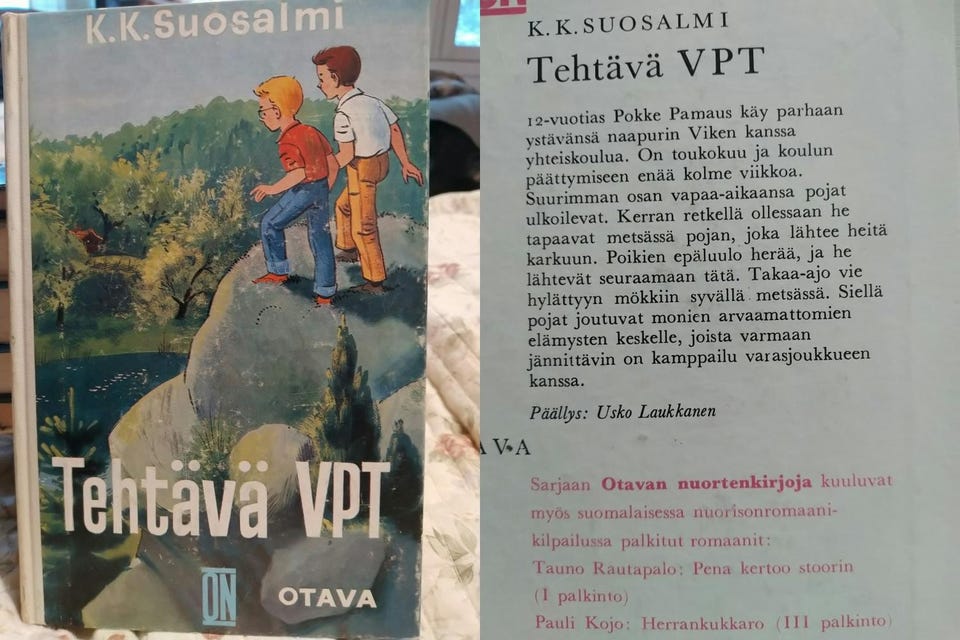 K.K.Suosalmi
Tehtävä VPT
ON
OTAVA
ON
K.K.SUOSALMI
Tehtävä VPT
12-vuotias Pokke Pamaus käy parhaan
ystävänsä naapurin Viken kanssa
yhteiskoulua. On toukokuu ja koulun
päättymiseen enää kolme viikkoa.
Suurimman osan vapaa-aikaansa pojat
ulkoilevat. Kerran retkellä ollessaan he
tapaavat metsässä pojan, joka lähtee heitä
karkuun. Poikien epäluulo herää, ja he
lähtevät seuraamaan tätä. Takaa-ajo vie
hylättyyn mökkiin syvällä metsässä. Siellä
pojat joutuvat monien arvaamattomien
elämysten keskelle, joista varmaan
jännittävin on kamppailu varasjoukkueen
kanssa.
Päällys: Usko Laukkanen
AVA
Sarjaan Otavan nuortenkirjoja kuuluvat
myös suomalaisessa nuorisonromaani-
kilpailussa palkitut romaanit:
Tauno Rautapalo: Pena kertoo stoorin
(I palkinto)
Pauli Kojo: Herrankukkaro (III palkinto)